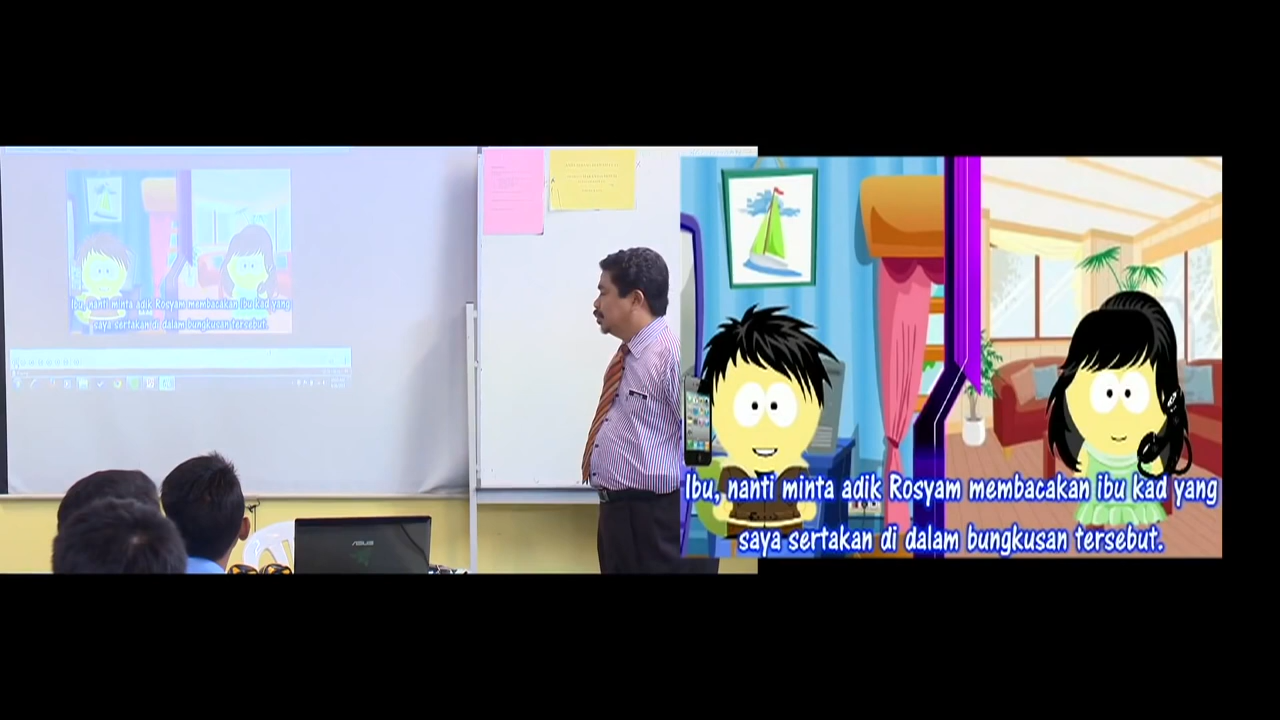 Ibu, nanti minta adik Rosyam membacakan ibu kad yang
saya sertakan di dalam bungkusan tersebut.
ASUS
Ibu, nanti minta adik Rosyam membacakan ibu kad yang
saya sertakan di dalam bungkusan tersebut.